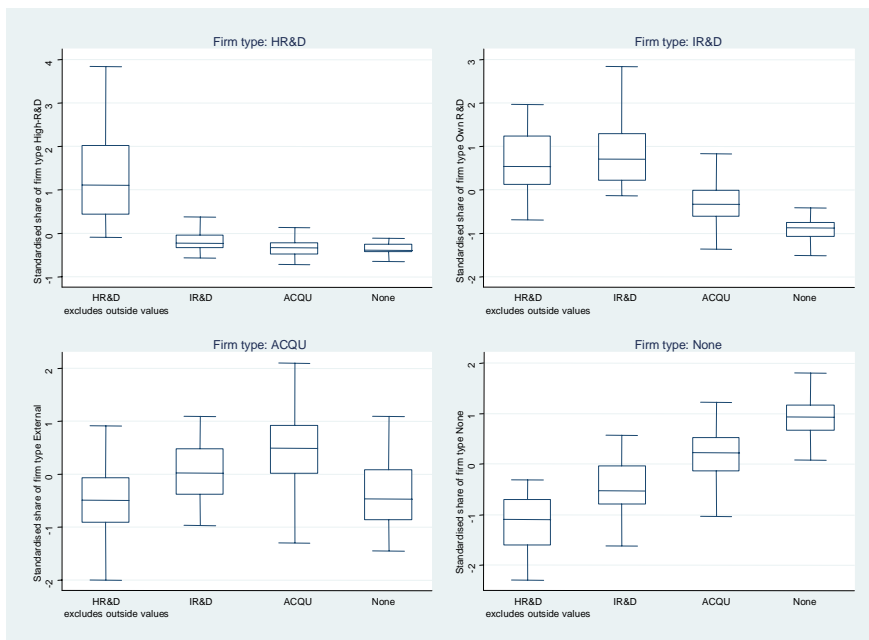 Firm type: HR&D
Standardised share of firm type High-R&D
4
3
2
1
0
-1
HR&D IR&D ACQU None
excludes outside values
Firm type: IR&D
Standardised share of firm type Own R&D
3
2
1
0
-1
-2
HR&D IR&D ACQU None
excludes outside values
Firm type: ACQU
Standardised share of firm type External
2
1
0
-1
-2
HR&D IR&D ACQU None
excludes outside values
Firm type: None
Standardised share of firm type None
2
1
0
-1
-2
HR&D IR&D ACQU None
excludes outside values